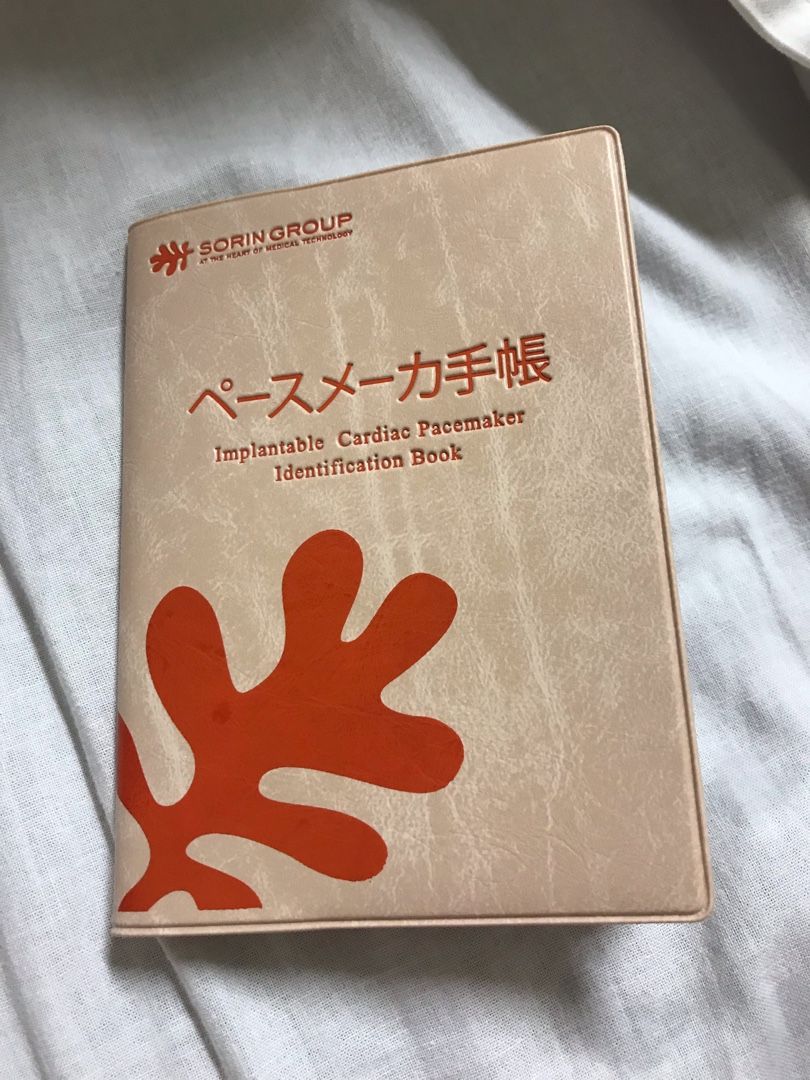 SORIN GROUP
AT THE HEART OF MEDICAL TECHNOLOGY
ペースメーカ手帳
Implantable Cardiac Pacemaker
Identification Book